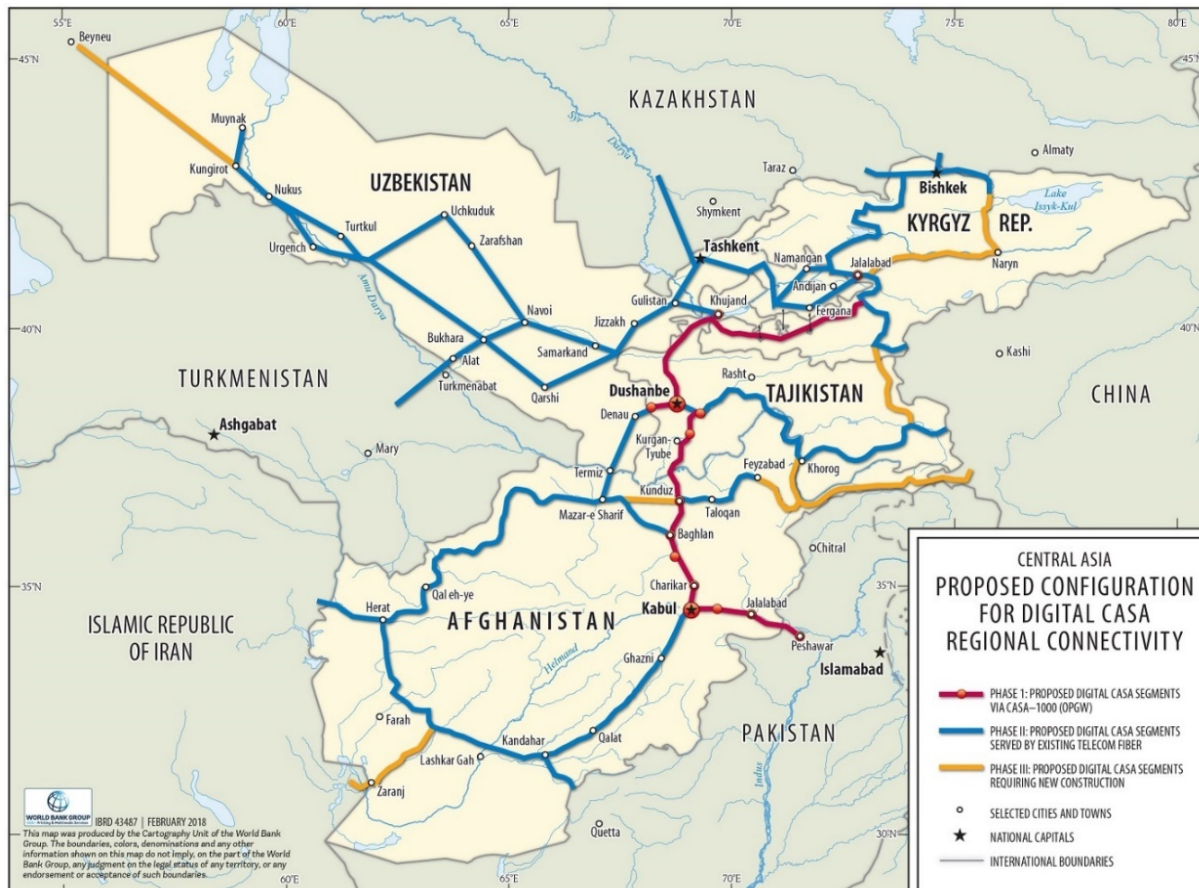 55°E
60°E
65°E
70°E
75°E
80°E
Beyneu
45°N
45°N
KAZAKHSTAN
Muynak
Syr
Darya
Almaty
Taraz
Kungirot
Bishkek
Nukus
UZBEKISTAN
Lake
Issyk-Kul
KYRGYZ
REP.
Uchkuduk
Shymkent
Turtkul
Zarafshan
Tashkent
Urgench
Namangan
Jalalabad
Naryn
Amu Darya
Andijan
Gulistan
Khujand
Fergana
Navoi
Jizzakh
40°N
40°N
Bukhara
Samarkand
Kashi
Alat
Turkmenabat
TURKMENISTAN
Qarshi
Rasht
Dushanbe
TAJIKISTAN
CHINA
Denau
Ashgabat
Kurgan-
Tyube
Mary
Termiz
Feyzabad
Khorog
Kunduz
Mazar-e Sharif
Taloqan
Baghlan
Chitral
35°N
35°N
Charikar
Qal eh-ye
Herat
Kabul
Jalalabad
AFGHANISTAN
ISLAMIC REPUBLIC
OF IRAN
Peshawar
Islamabad
Ghazni
Helmand
Farah
Kandahar
Qalat
PAKISTAN
Lashkar Gah
Indus
Zaranj
Quetta
30°N
60°E
65°E
70°E
CENTRAL ASIA
PROPOSED CONFIGURATION
FOR DIGITAL CASA
REGIONAL CONNECTIVITY
PHASE 1: PROPOSED DIGITAL CASA SEGMENTS
VIA CASA–1000 (OPGW)
PHASE II: PROPOSED DIGITAL CASA SEGMENTS
SERVED BY EXISTING TELECOM FIBER
PHASE III: PROPOSED DIGITAL CASA SEGMENTS
REQUIRING NEW CONSTRUCTION
SELECTED CITIES AND TOWNS
NATIONAL CAPITALS
INTERNATIONAL BOUNDARIES
WORLD BANK GROUP
IBRD 43487 | FEBRUARY 2018
This map was produced by the Cartography Unit of the World Bank
Group. The boundaries, colors, denominations and any other
information shown on this map do not imply, on the part of the World
Bank Group, any judgment on the legal status of any territory, or any
endorsement or acceptance of such boundaries.